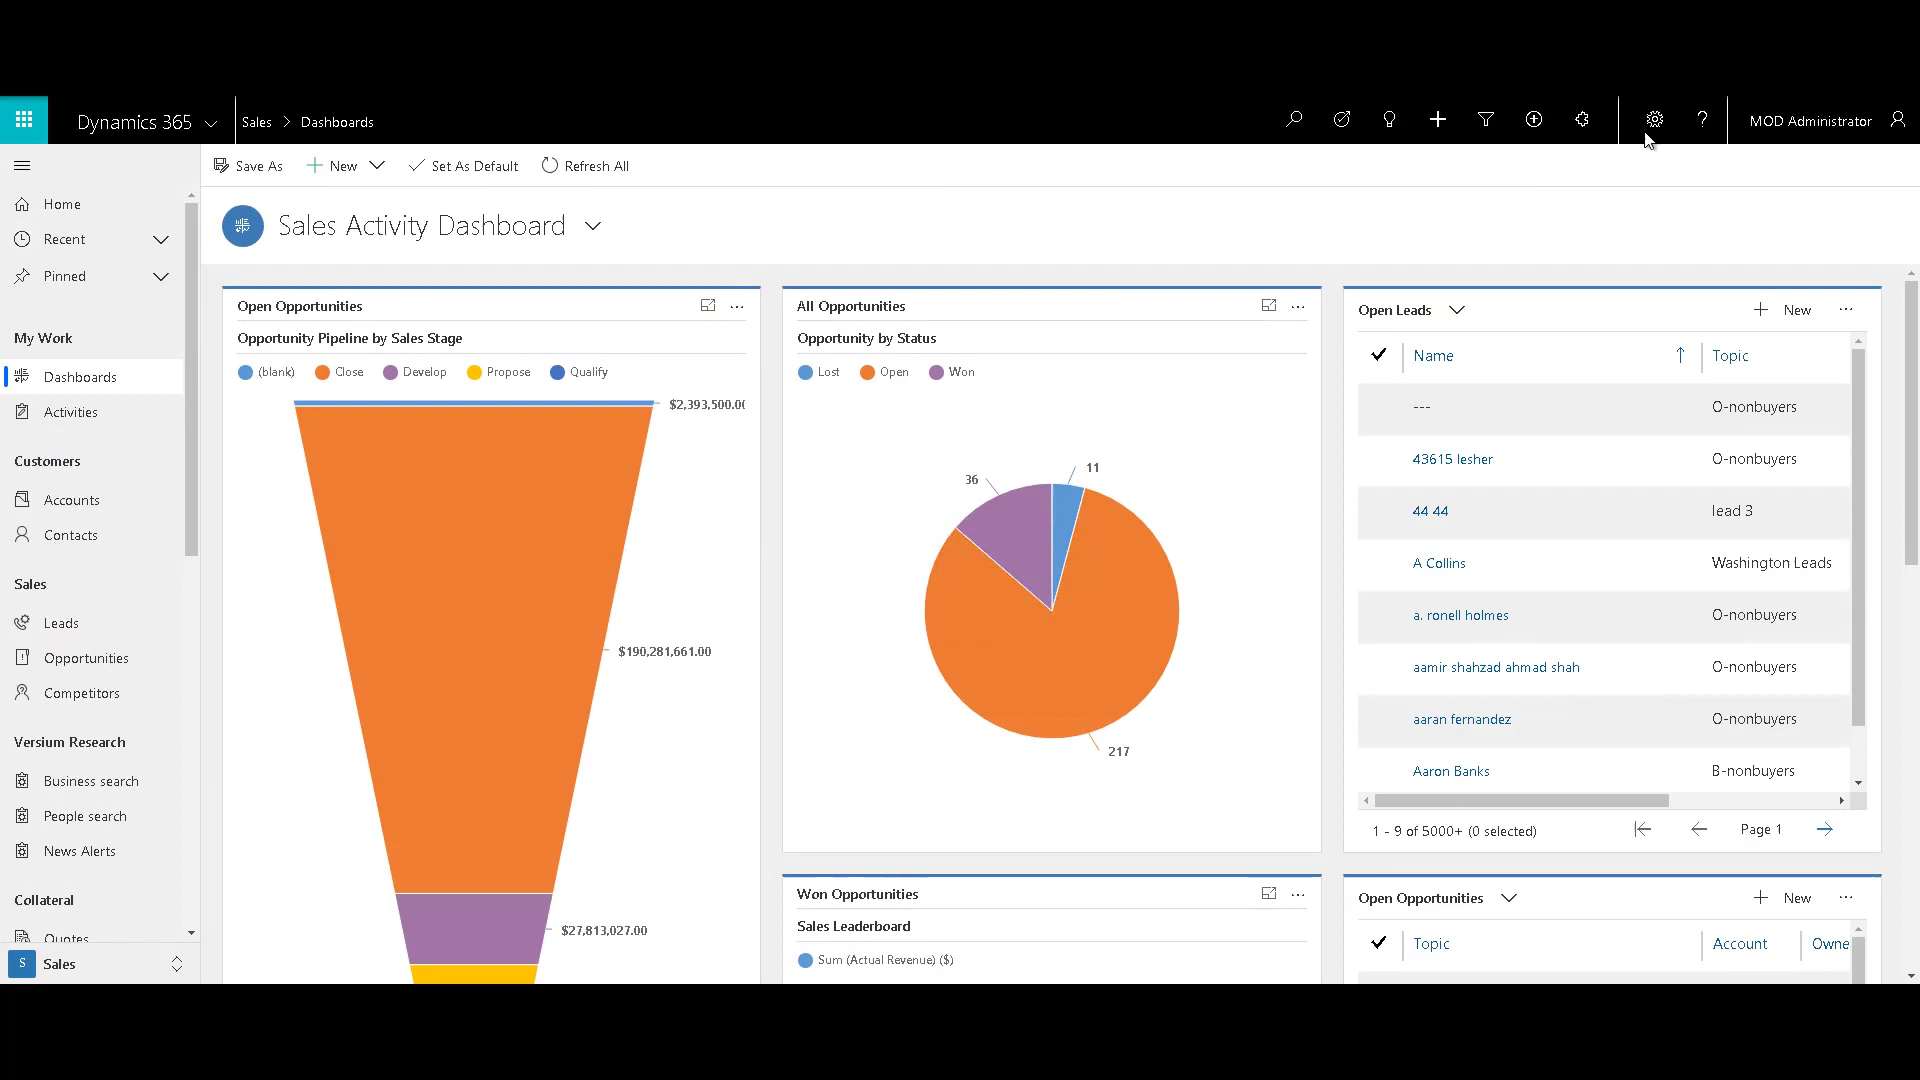 Dynamics 365
Sales > Dashboards
?
MOD Administrator
Save As
New
Set As Default
Refresh All
Home
Recent
Pinned
My Work
Dashboards
Activities
Customers
Accounts
Contacts
Sales
Leads
Opportunities
Competitors
Versium Research
Business search
People search
News Alerts
Collateral
Quotes
S Sales
Sales Activity Dashboard
Open Opportunities
...
Opportunity Pipeline by Sales Stage
(blank) Close Develop Propose Qualify
$2,393,500.0(
$190,281,661.00
$27,813,027.00
All Opportunities
...
Opportunity by Status
Lost Open Won
11
36
217
Won Opportunities
...
Sales Leaderboard
Sum (Actual Revenue) ($)
Open Leads
New ...
Name Topic
--- O-nonbuyers
43615 lesher O-nonbuyers
44 44 lead 3
A Collins Washington Leads
a. ronell holmes O-nonbuyers
aamir shahzad ahmad shah O-nonbuyers
aaran fernandez O-nonbuyers
Aaron Banks B-nonbuyers
1 - 9 of 5000+ (0 selected)
Page 1
Open Opportunities
New ...
Topic Account Owne